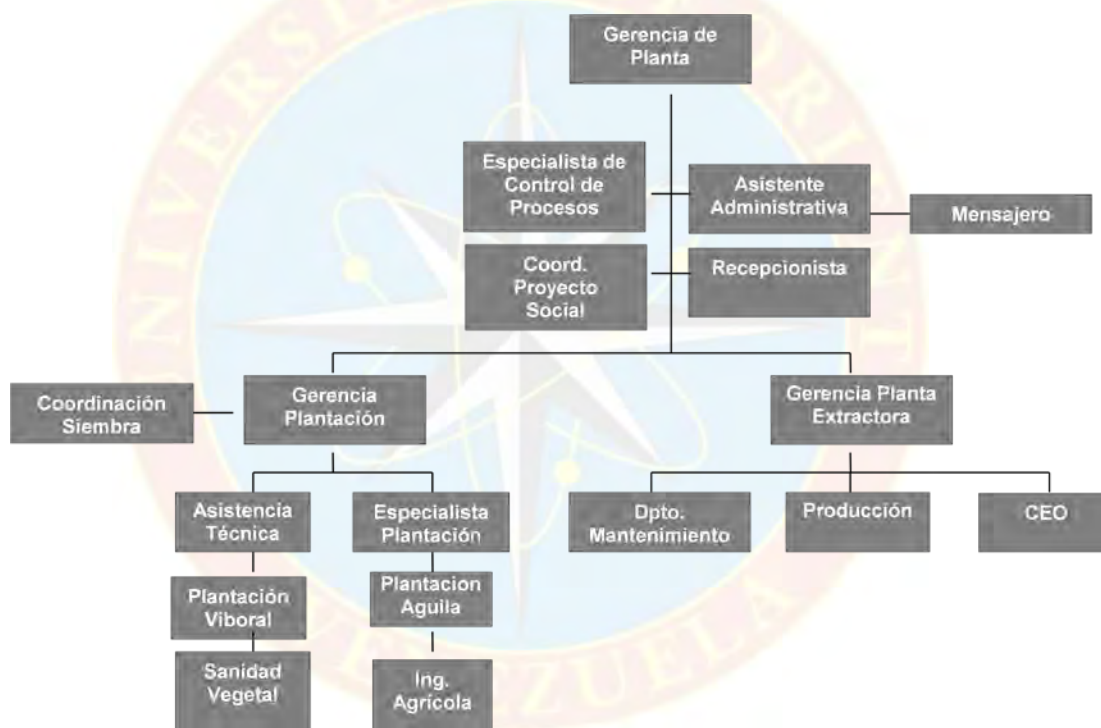 Gerencia de
Planta
Especialista de
Control de
Procesos
Asistente
Administrativa
Mensajero
Coord.
Proyecto
Social
Recepcionista
Coordinación
Siembra
Gerencia
Plantación
Gerencia Planta
Extractora
Asistencia
Técnica
Especialista
Plantación
Dpto.
Mantenimiento
Producción
CEO
Plantación
Viboral
Plantacion
Aguila
Sanidad
Vegetal
Ing.
Agrícola
VENEZUELA